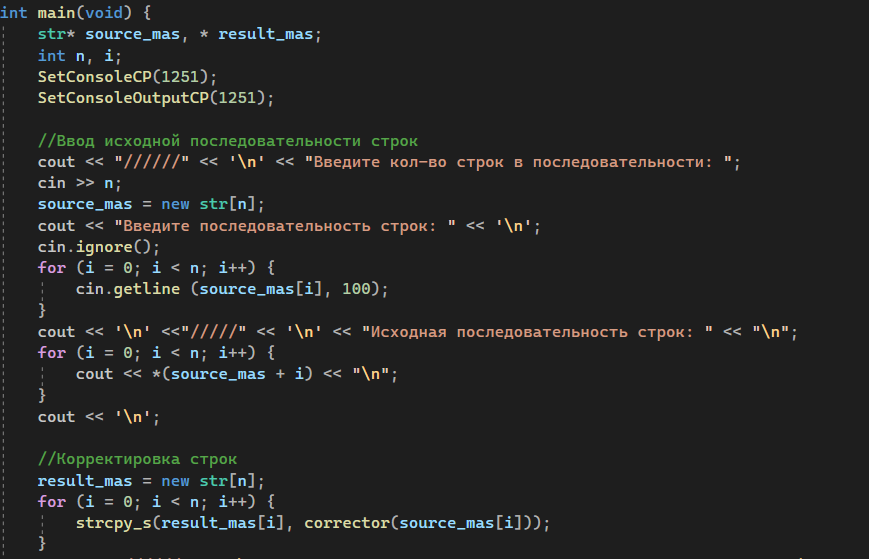 int main(void) {
str* source_mas, * result_mas;
int n, i;
SetConsoleCP(1251);
SetConsoleOutputCP(1251);
//Ввод исходной последовательности строк
cout << "//////" << '\n' << "Введите кол-во строк в последовательности: ";
cin >> n;
source_mas = new str[n];
cout << "Введите последовательность строк: " << '\n';
cin.ignore();
for (i = 0; i < n; i++) {
cin.getline (source_mas[i], 100);
}
cout << '\n' <<"/////" << '\n' << "Исходная последовательность строк: " << "\n";
for (i = 0; i < n; i++) {
cout << *(source_mas + i) << "\n";
}
cout << '\n';
//Корректировка строк
result_mas = new str[n];
for (i = 0; i < n; i++) {
strcpy_s(result_mas[i], corrector(source_mas[i]));
}